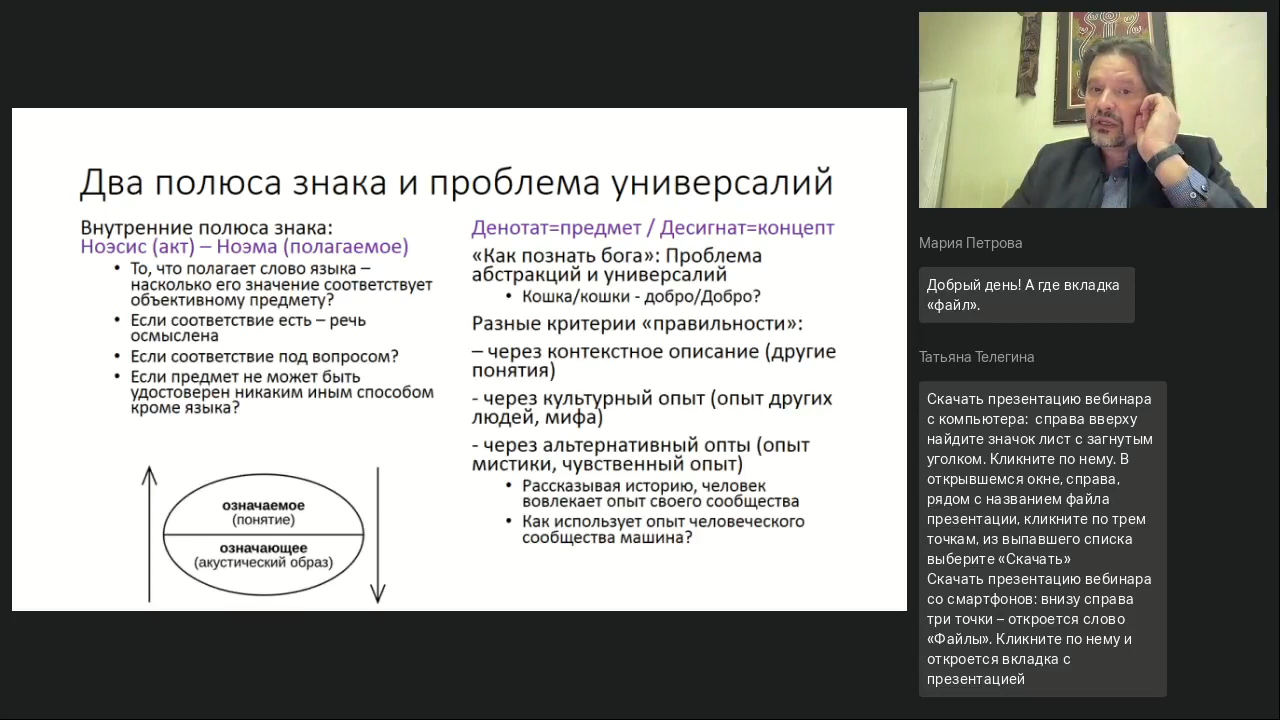 Два полюса знака и проблема универсалий
Внутренние полюса знака:
Ноэсис (акт) – Ноэма (полагаемое)
• То, что полагает слово языка –
насколько его значение соответствует
объективному предмету?
• Если соответствие есть – речь
осмыслена
• Если соответствие под вопросом?
• Если предмет не может быть
удостоверен никаким иным способом
кроме языка?
означаемое
(понятие)
означающее
(акустический образ)
Денотат=предмет / Десигнат=концепт
«Как познать бога»: Проблема
абстракций и универсалий
• Кошка/кошки - добро/Добро?
Разные критерии «правильности»:
– через контекстное описание (другие
понятия)
- через культурный опыт (опыт других
людей, мифа)
- через альтернативный опты (опыт
мистики, чувственный опыт)
• Рассказывая историю, человек
вовлекает опыт своего сообщества
• Как использует опыт человеческого
сообщества машина?
Мария Петрова
Добрый день! А где вкладка
«файл».
Татьяна Телегина
Скачать презентацию вебинара
с компьютера: справа вверху
найдите значок лист с загнутым
уголком. Кликните по нему. В
открывшемся окне, справа,
рядом с названием файла
презентации, кликните по трем
точкам, из выпавшего списка
выберите «Скачать»
Скачать презентацию вебинара
со смартфонов: внизу справа
три точки – откроется слово
«Файлы». Кликните по нему и
откроется вкладка с
презентацией